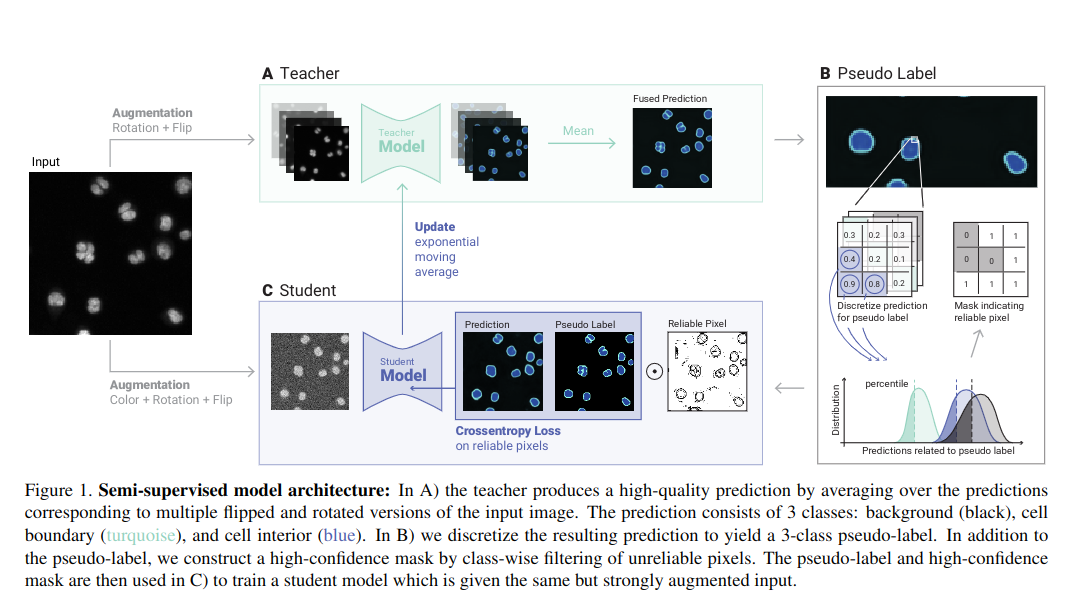 A Teacher
B Pseudo Label
Augmentation
Rotation + Flip
Input
Teacher
Model
Mean
Fused Prediction
Update
exponential
moving
average
C Student
Augmentation
Color + Rotation + Flip
Student
Model
Prediction
Pseudo Label
Reliable Pixel
Crossentropy Loss
on reliable pixels
0.3 0.2 0.3
0.4 0.2 0.1
0.9 0.8 0.2
0 1 1
0 0 1
1 1 1
Discretize prediction
for pseudo label
Mask indicating
reliable pixel
percentile
Distribution
Predictions related to pseudo label
Figure 1. Semi-supervised model architecture: In A) the teacher produces a high-quality prediction by averaging over the predictions
corresponding to multiple flipped and rotated versions of the input image. The prediction consists of 3 classes: background (black), cell
boundary (turquoise), and cell interior (blue). In B) we discretize the resulting prediction to yield a 3-class pseudo-label. In addition to
the pseudo-label, we construct a high-confidence mask by class-wise filtering of unreliable pixels. The pseudo-label and high-confidence
mask are then used in C) to train a student model which is given the same but strongly augmented input.